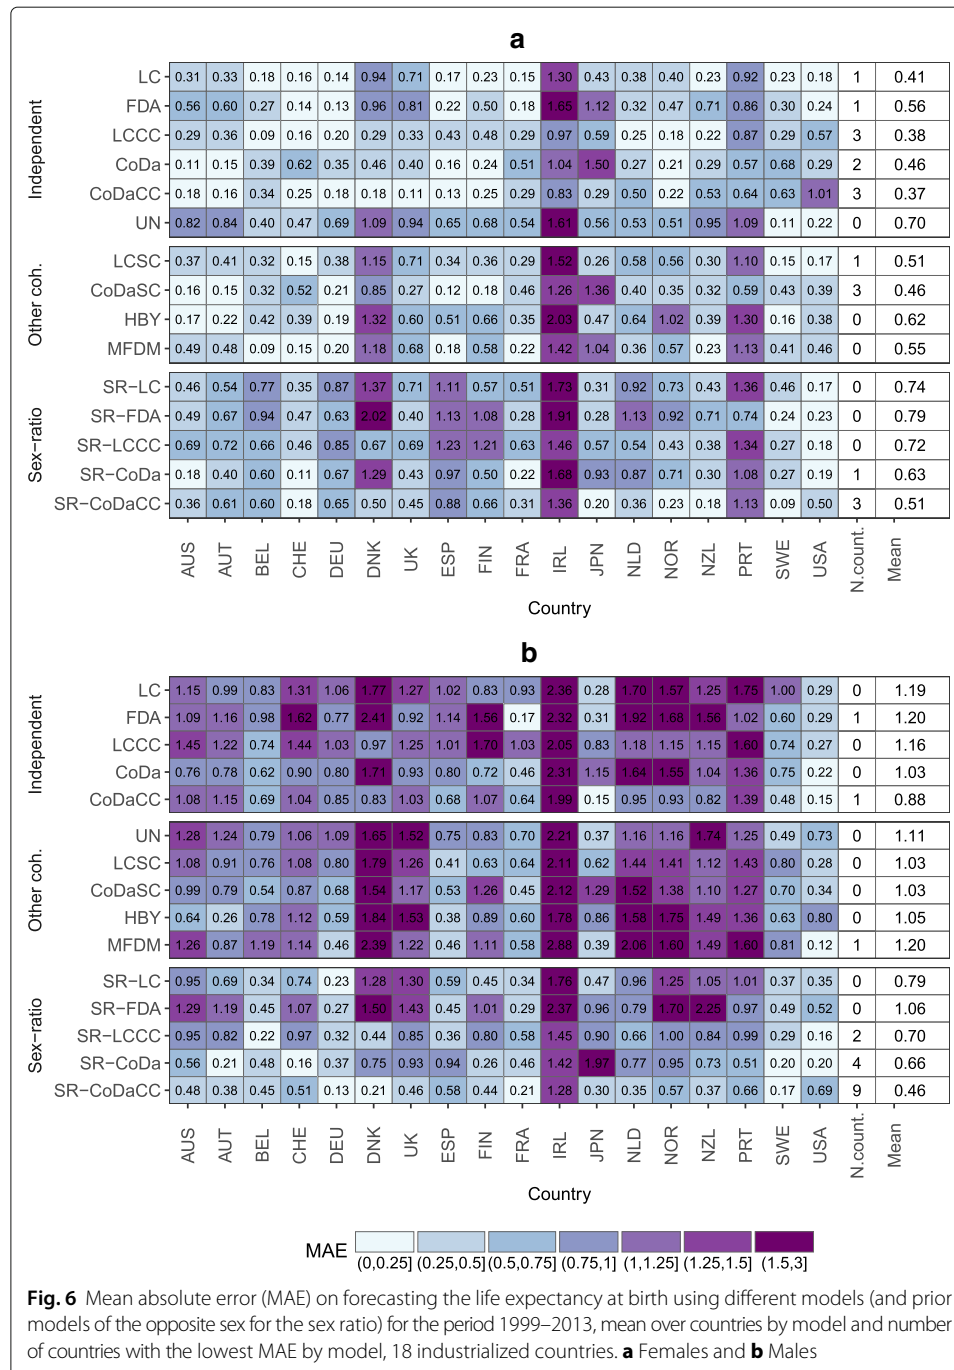 a
Independent
LC 0.31 0.33 0.18 0.16 0.14 0.94 0.71 0.17 0.23 0.15 1.30 0.43 0.38 0.40 0.23 0.92 0.23 0.18 1 0.41
FDA 0.56 0.60 0.27 0.14 0.13 0.96 0.81 0.22 0.50 0.18 1.65 1.12 0.32 0.47 0.71 0.86 0.30 0.24 1 0.56
LCCC 0.29 0.36 0.09 0.16 0.20 0.29 0.33 0.43 0.48 0.29 0.97 0.59 0.25 0.18 0.22 0.87 0.29 0.57 3 0.38
CoDa 0.11 0.15 0.39 0.62 0.35 0.46 0.40 0.16 0.24 0.51 1.04 1.50 0.27 0.21 0.29 0.57 0.68 0.29 2 0.46
CoDaCC 0.18 0.16 0.34 0.25 0.18 0.18 0.11 0.13 0.25 0.29 0.83 0.29 0.50 0.22 0.53 0.64 0.63 1.01 3 0.37
UN 0.82 0.84 0.40 0.47 0.69 1.09 0.94 0.65 0.68 0.54 1.61 0.56 0.53 0.51 0.95 1.09 0.11 0.22 0 0.70
Other coh.
LCSC 0.37 0.41 0.32 0.15 0.38 1.15 0.71 0.34 0.36 0.29 1.52 0.26 0.58 0.56 0.30 1.10 0.15 0.17 1 0.51
CoDaSC 0.16 0.15 0.32 0.52 0.21 0.85 0.27 0.12 0.18 0.46 1.26 1.36 0.40 0.35 0.32 0.59 0.43 0.39 3 0.46
HBY 0.17 0.22 0.42 0.39 0.19 1.32 0.60 0.51 0.66 0.35 2.03 0.47 0.64 1.02 0.39 1.30 0.16 0.38 0 0.62
MFDM 0.49 0.48 0.09 0.15 0.20 1.18 0.68 0.18 0.58 0.22 1.42 1.04 0.36 0.57 0.23 1.13 0.41 0.46 0 0.55
Sex−ratio
SR−LC 0.46 0.54 0.77 0.35 0.87 1.37 0.71 1.11 0.57 0.51 1.73 0.31 0.92 0.73 0.43 1.36 0.46 0.17 0 0.74
SR−FDA 0.49 0.67 0.94 0.47 0.63 2.02 0.40 1.13 1.08 0.28 1.91 0.28 1.13 0.92 0.71 0.74 0.24 0.23 0 0.79
SR−LCCC 0.69 0.72 0.66 0.46 0.85 0.67 0.69 1.23 1.21 0.63 1.46 0.57 0.54 0.43 0.38 1.34 0.27 0.18 0 0.72
SR−CoDa 0.18 0.40 0.60 0.11 0.67 1.29 0.43 0.97 0.50 0.22 1.68 0.93 0.87 0.71 0.30 1.08 0.27 0.19 1 0.63
SR−CoDaCC 0.36 0.61 0.60 0.18 0.65 0.50 0.45 0.88 0.66 0.31 1.36 0.20 0.36 0.23 0.18 1.13 0.09 0.50 3 0.51
AUS AUT BEL CHE DEU DNK UK ESP FIN FRA IRL JPN NLD NOR NZL PRT SWE USA N.count. Mean
Country
b
Independent
LC 1.15 0.99 0.83 1.31 1.06 1.77 1.27 1.02 0.83 0.93 2.36 0.28 1.70 1.57 1.25 1.75 1.00 0.29 0 1.19
FDA 1.09 1.16 0.98 1.62 0.77 2.41 0.92 1.14 1.56 0.17 2.32 0.31 1.92 1.68 1.56 1.02 0.60 0.29 1 1.20
LCCC 1.45 1.22 0.74 1.44 1.03 0.97 1.25 1.01 1.70 1.03 2.05 0.83 1.18 1.15 1.15 1.60 0.74 0.27 0 1.16
CoDa 0.76 0.78 0.62 0.90 0.80 1.71 0.93 0.80 0.72 0.46 2.31 1.15 1.64 1.55 1.04 1.36 0.75 0.22 0 1.03
CoDaCC 1.08 1.15 0.69 1.04 0.85 0.83 1.03 0.68 1.07 0.64 1.99 0.15 0.95 0.93 0.82 1.39 0.48 0.15 1 0.88
Other coh.
UN 1.28 1.24 0.79 1.06 1.09 1.65 1.52 0.75 0.83 0.70 2.21 0.37 1.16 1.16 1.74 1.25 0.49 0.73 0 1.11
LCSC 1.08 0.91 0.76 1.08 0.80 1.79 1.26 0.41 0.63 0.64 2.11 0.62 1.44 1.41 1.12 1.43 0.80 0.28 0 1.03
CoDaSC 0.99 0.79 0.54 0.87 0.68 1.54 1.17 0.53 1.26 0.45 2.12 1.29 1.52 1.38 1.10 1.27 0.70 0.34 0 1.03
HBY 0.64 0.26 0.78 1.12 0.59 1.84 1.53 0.38 0.89 0.60 1.78 0.86 1.58 1.75 1.49 1.36 0.63 0.80 0 1.05
MFDM 1.26 0.87 1.19 1.14 0.46 2.39 1.22 0.46 1.11 0.58 2.88 0.39 2.06 1.60 1.49 1.60 0.81 0.12 1 1.20
Sex−ratio
SR−LC 0.95 0.69 0.34 0.74 0.23 1.28 1.30 0.59 0.45 0.34 1.76 0.47 0.96 1.25 1.05 1.01 0.37 0.35 0 0.79
SR−FDA 1.29 1.19 0.45 1.07 0.27 1.50 1.43 0.45 1.01 0.29 2.37 0.96 0.79 1.70 2.25 0.97 0.49 0.52 0 1.06
SR−LCCC 0.95 0.82 0.22 0.97 0.32 0.44 0.85 0.36 0.80 0.58 1.45 0.90 0.66 1.00 0.84 0.99 0.29 0.16 2 0.70
SR−CoDa 0.56 0.21 0.48 0.16 0.37 0.75 0.93 0.94 0.26 0.46 1.42 1.97 0.77 0.95 0.73 0.51 0.20 0.20 4 0.66
SR−CoDaCC 0.48 0.38 0.45 0.51 0.13 0.21 0.46 0.58 0.44 0.21 1.28 0.30 0.35 0.57 0.37 0.66 0.17 0.69 9 0.46
AUS AUT BEL CHE DEU DNK UK ESP FIN FRA IRL JPN NLD NOR NZL PRT SWE USA N.count. Mean
Country
MAE (0,0.25] (0.25,0.5] (0.5,0.75] (0.75,1] (1,1.25] (1.25,1.5] (1.5,3]
Fig. 6 Mean absolute error (MAE) on forecasting the life expectancy at birth using different models (and prior
models of the opposite sex for the sex ratio) for the period 1999–2013, mean over countries by model and number
of countries with the lowest MAE by model, 18 industrialized countries. a Females and b Males